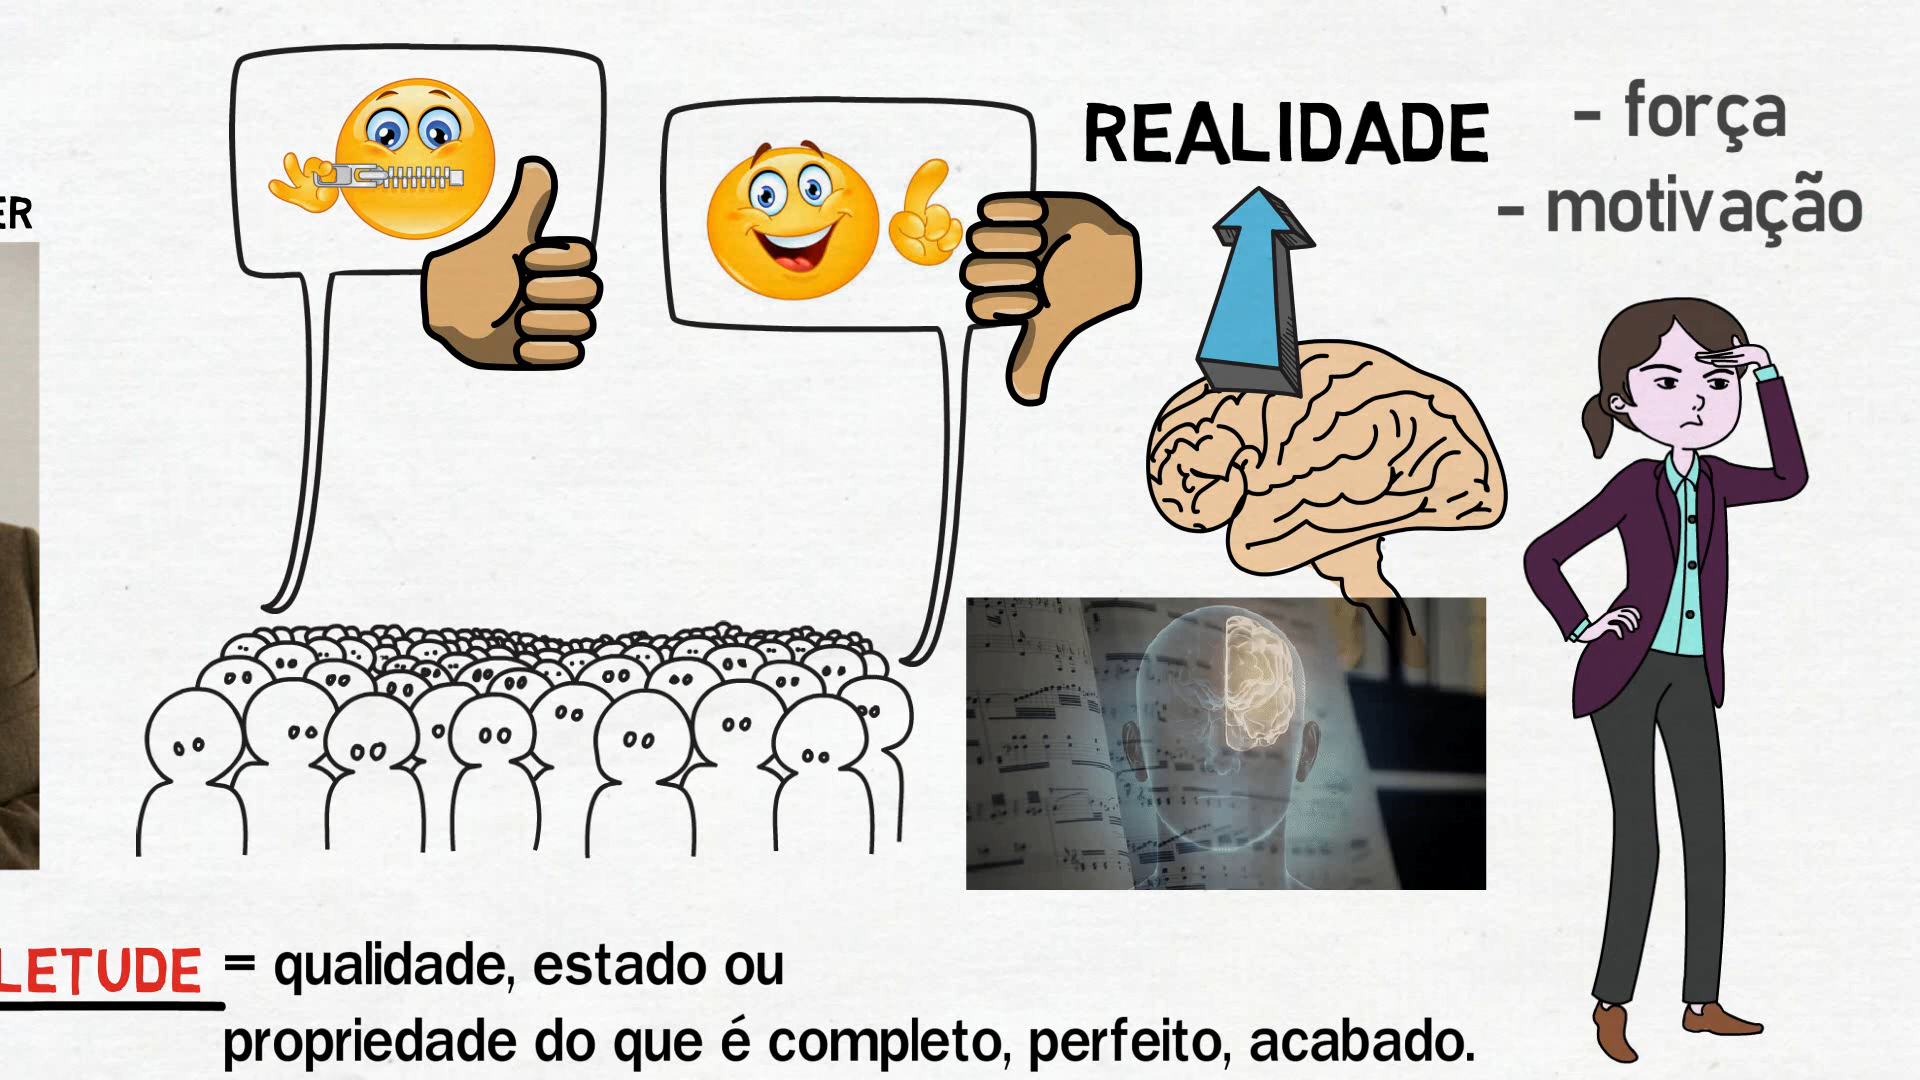 ER
REALIDADE
- força
- motivação
LETUDE = qualidade, estado ou
propriedade do que é completo, perfeito, acabado.